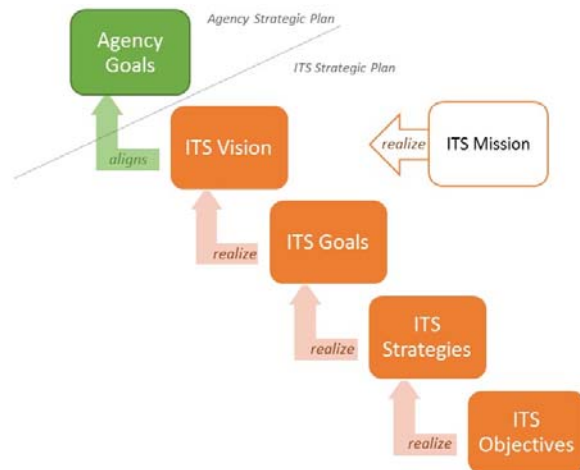 Agency Strategic Plan
Agency
Goals
ITS Strategic Plan
aligns
ITS Vision
realize
ITS Mission
realize
ITS Goals
realize
ITS
Strategies
realize
ITS
Objectives